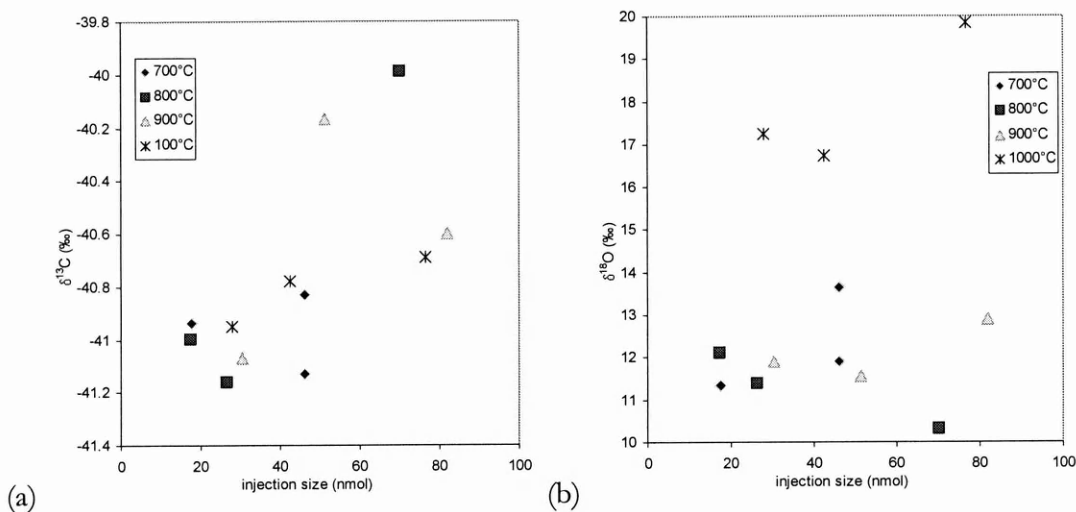 -39.8
-40
-40.2
-40.4
-40.6
-40.8
-41
-41.2
-41.4
δ13C (‰)
700°C
800°C
900°C
100°C
0 20 40 60 80 100
injection size (nmol)
(a)
20
19
18
17
16
15
14
13
12
11
10
δ18O (‰)
700°C
800°C
900°C
1000°C
0 20 40 60 80 100
injection size (nmol)
(b)